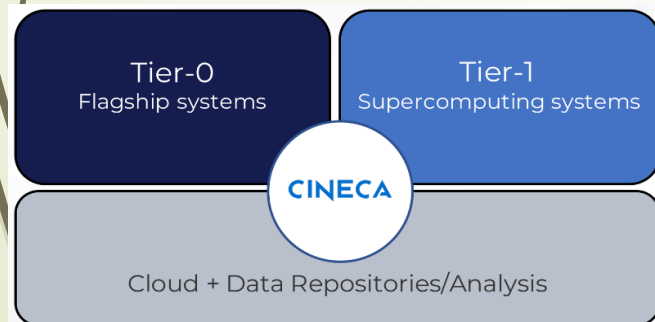 Tier-0
Flagship systems
Tier-1
Supercomputing systems
CINECA
Cloud + Data Repositories/Analysis